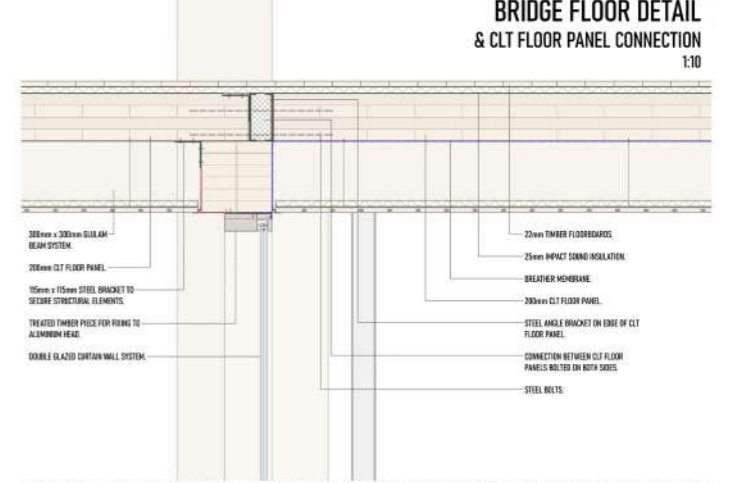 BRIDGE FLOOR DETAIL
& CLT FLOOR PANEL CONNECTION
1:10
300mm x 300mm GLULAM
BEAM SYSTEM.
200mm CLT FLOOR PANEL.
115mm x 115mm STEEL BRACKET TO
SECURE STRUCTURAL ELEMENTS.
TREATED TIMBER PIECE FOR FIXING TO
ALUMINIUM HEAD.
DOUBLE GLAZED CURTAIN WALL SYSTEM.
22mm TIMBER FLOORBOARDS.
25mm IMPACT SOUND INSULATION.
BREATHER MEMBRANE.
200mm CLT FLOOR PANEL.
STEEL ANGLE BRACKET ON EDGE OF CLT
FLOOR PANEL.
CONNECTION BETWEEN CLT FLOOR
PANELS BOLTED ON BOTH SIDES.
STEEL BOLTS.